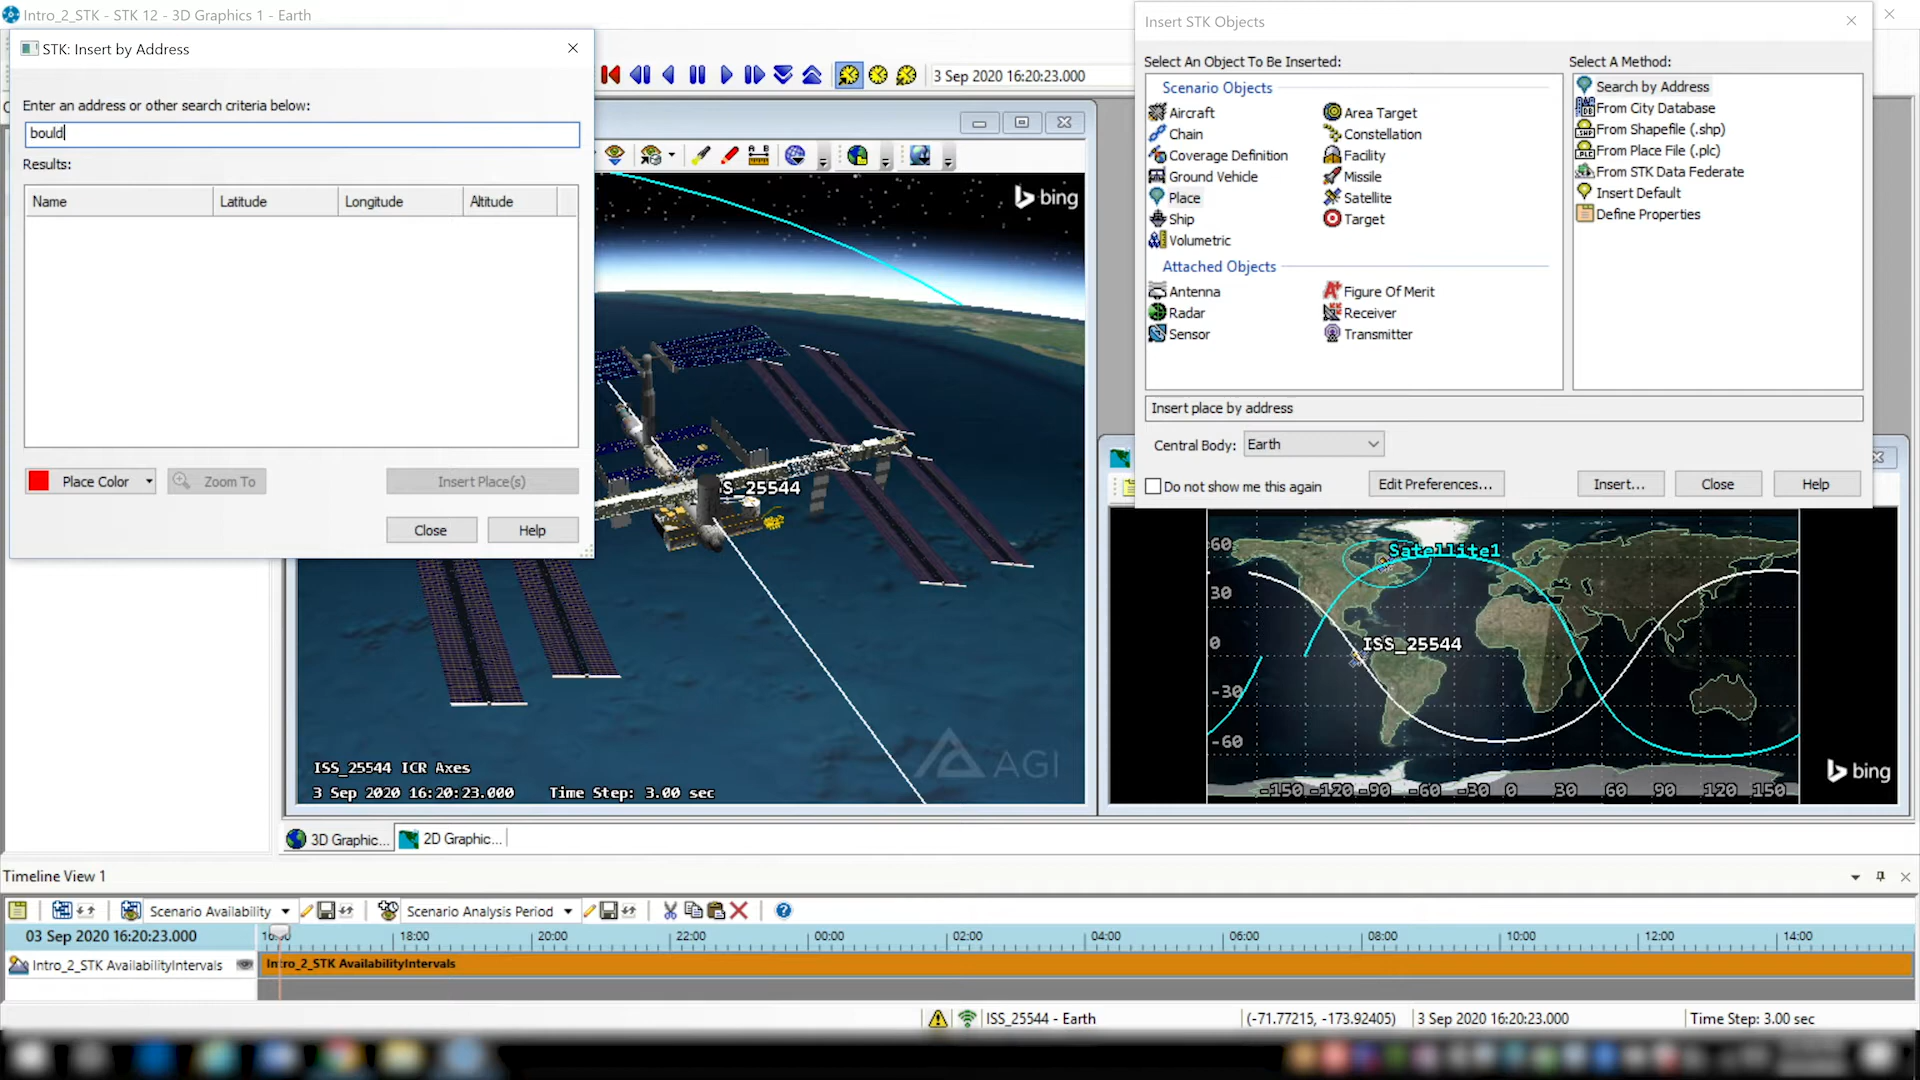 Intro_2_STK - STK 12 - 3D Graphics 1 - Earth
STK: Insert by Address
Enter an address or other search criteria below:
bould
Results:
Name Latitude Longitude Altitude
Place Color
Zoom To
Insert Place(s)
Close
Help
3 Sep 2020 16:20:23.000
bing
S_25544
AGI
ISS_25544 ICR Axes
3 Sep 2020 16:20:23.000 Time Step: 3.00 sec
Insert STK Objects
Select An Object To Be Inserted:
Scenario Objects
Aircraft Area Target
Chain Constellation
Coverage Definition Facility
Ground Vehicle Missile
Place Satellite
Ship Target
Volumetric
Attached Objects
Antenna Figure Of Merit
Radar Receiver
Sensor Transmitter
Select A Method:
Search by Address
From City Database
From Shapefile (.shp)
From Place File (.plc)
From STK Data Federate
Insert Default
Define Properties
Insert place by address
Central Body: Earth
Do not show me this again
Edit Preferences...
Insert...
Close
Help
60
Satellite1
30
0
ISS_25544
-30
-60
bing
-150 -120 -90 -60 -30 0 30 60 90 120 150
3D Graphic... 2D Graphic...
Timeline View 1
Scenario Availability Scenario Analysis Period
03 Sep 2020 16:20:23.000
16:00 18:00 20:00 22:00 00:00 02:00 04:00 06:00 08:00 10:00 12:00 14:00
Intro_2_STK AvailabilityIntervals
Intro_2_STK AvailabilityIntervals
ISS_25544 - Earth (-71.77215, -173.92405) 3 Sep 2020 16:20:23.000 Time Step: 3.00 sec